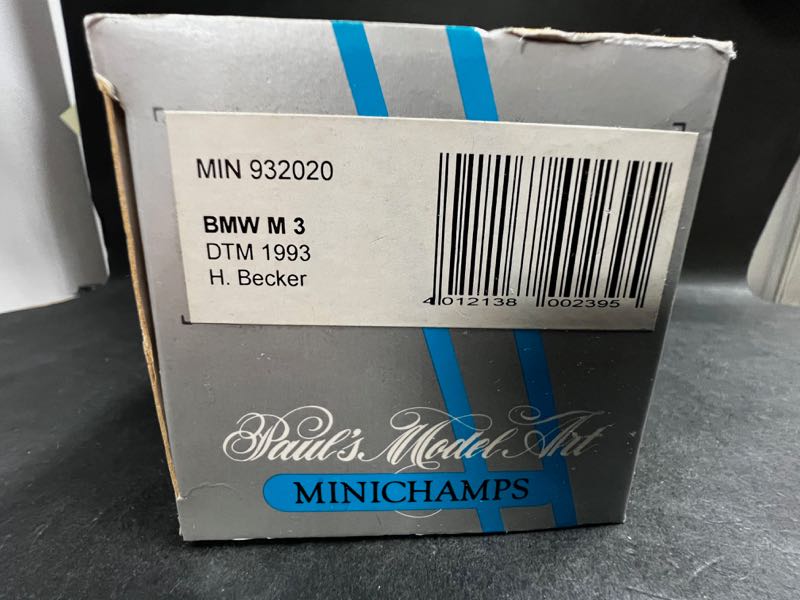 MIN 932020
BMW M 3
DTM 1993
H. Becker
4 012138 002395
Paul's Model Art
MINICHAMPS